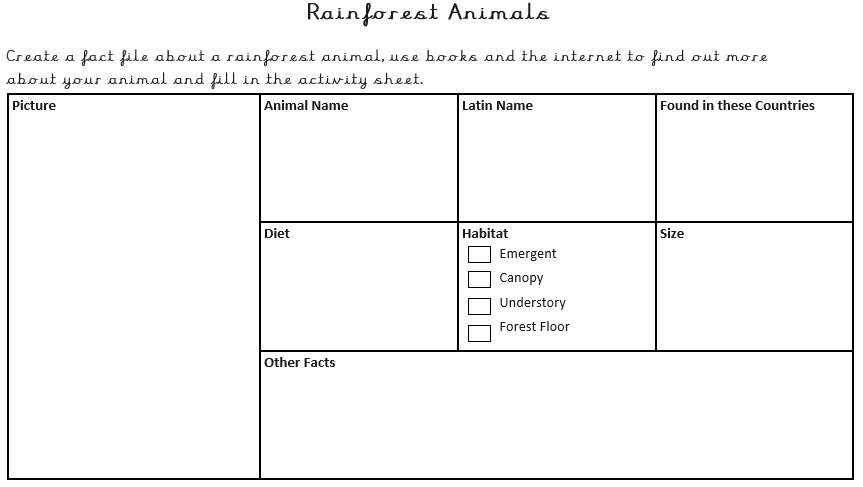 Rainforest Animals
Create a fact file about a rainforest animal, use books and the internet to find out more
about your animal and fill in the activity sheet.
Picture
Animal Name
Latin Name
Found in these Countries
Diet
Habitat
Emergent
Canopy
Understory
Forest Floor
Size
Other Facts